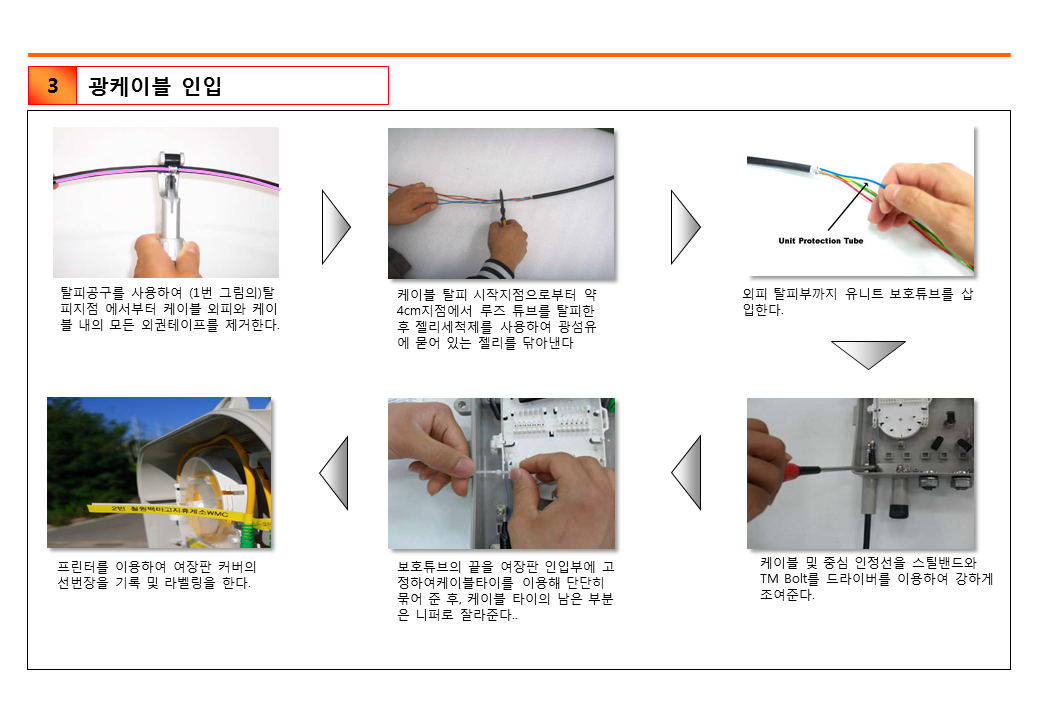 3 광케이블 인입
탈피공구를 사용하여 (1번 그림의)탈
피지점 에서부터 케이블 외피와 케이
블 내의 모든 외권테이프를 제거한다.
케이블 탈피 시작지점으로부터 약
4cm지점에서 루즈 튜브를 탈피한
후 젤리세척제를 사용하여 광섬유
에 묻어 있는 젤리를 닦아낸다
Unit Protection Tube
외피 탈피부까지 유니트 보호튜브를 삽
입한다.
케이블 및 중심 인정선을 스틸밴드와
TM Bolt를 드라이버를 이용하여 강하게
조여준다.
보호튜브의 끝을 여장판 인입부에 고
정하여케이블타이를 이용해 단단히
묶어 준 후, 케이블 타이의 남은 부분
은 니퍼로 잘라준다..
2번 철원백마고지휴게소WMC
프린터를 이용하여 여장판 커버의
선번장을 기록 및 라벨링을 한다.